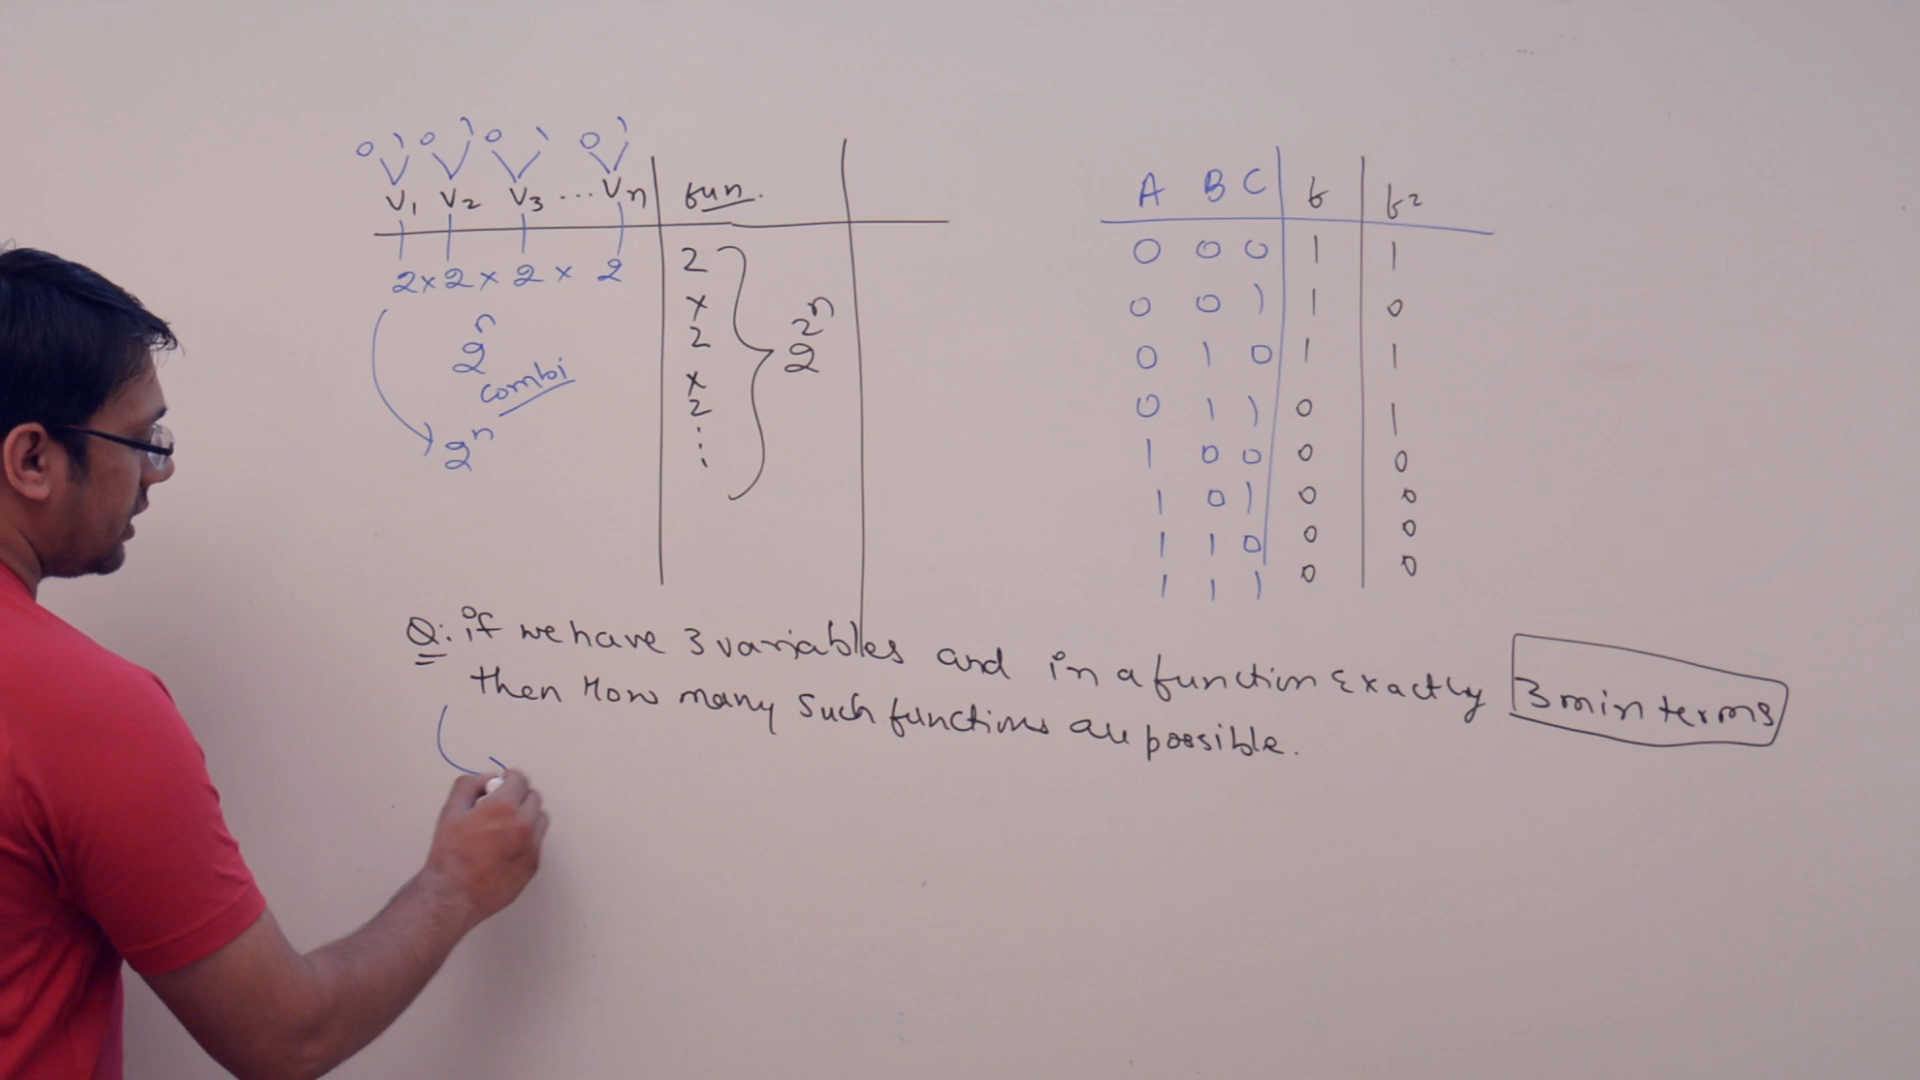 0 1 0 1 0 1 0 1
V1 V2 V3 ... Vn fun.
2 x 2 x 2 x 2
2^n
combi
2^n
2
x
2
x
2
:
:
2^2^n
A B C f f2
0 0 0 1 1
0 0 1 1 0
0 1 0 1 1
0 1 1 0 1
1 0 0 0 0
1 0 1 0 0
1 1 0 0 0
1 1 1 0 0
Q: if we have 3 variables and in a function Exactly 3 min terms
then How many such functions are possible.